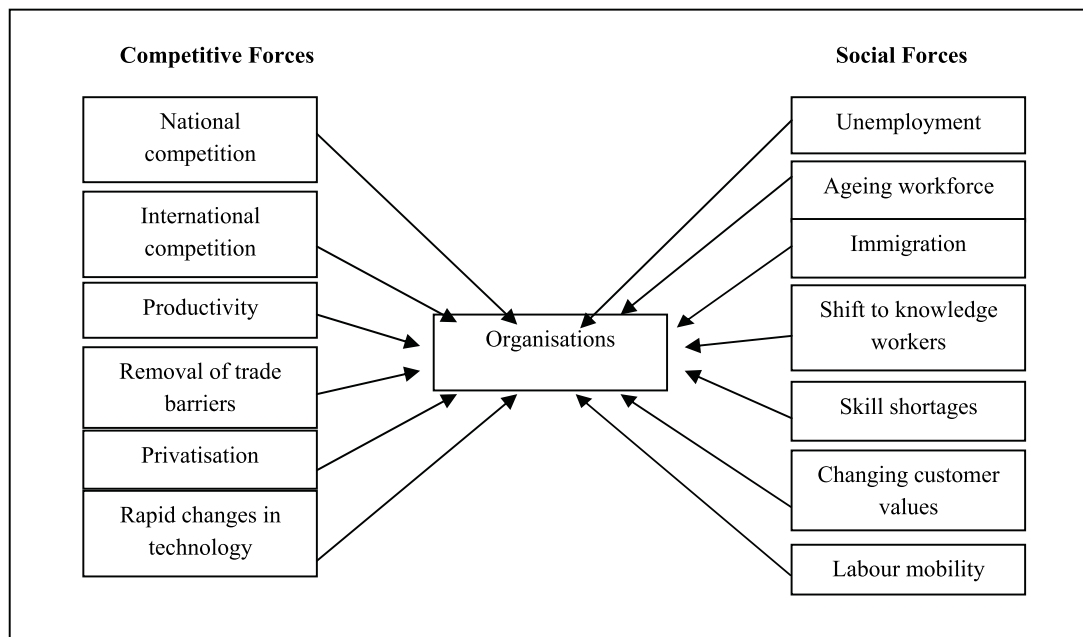 Competitive Forces
National
competition
International
competition
Productivity
Removal of trade
barriers
Privatisation
Rapid changes in
technology
Organisations
Social Forces
Unemployment
Ageing workforce
Immigration
Shift to knowledge
workers
Skill shortages
Changing customer
values
Labour mobility